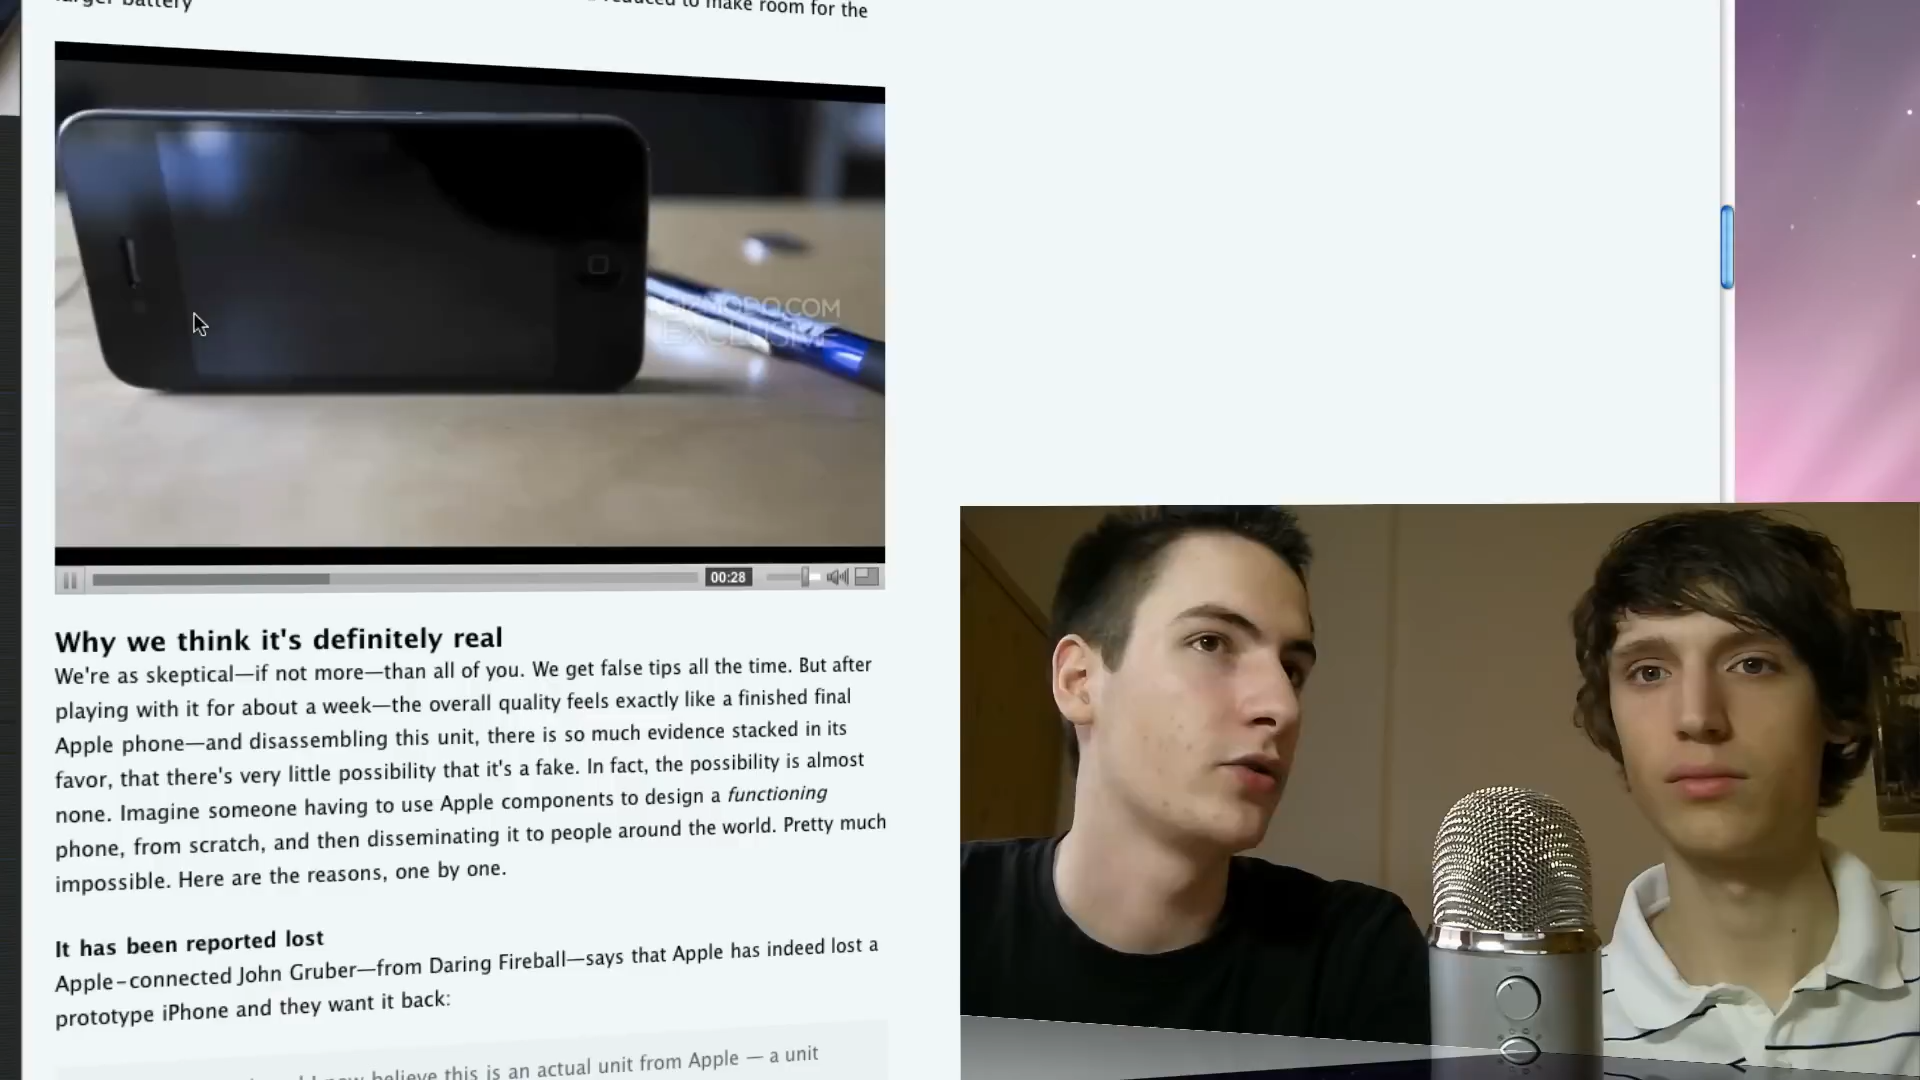 larger battery
reduced to make room for the
GIZMODO.COM
EXCLUSIVE
00:28
Why we think it's definitely real
We're as skeptical—if not more—than all of you. We get false tips all the time. But after
playing with it for about a week—the overall quality feels exactly like a finished final
Apple phone—and disassembling this unit, there is so much evidence stacked in its
favor, that there's very little possibility that it's a fake. In fact, the possibility is almost
none. Imagine someone having to use Apple components to design a functioning
phone, from scratch, and then disseminating it to people around the world. Pretty much
impossible. Here are the reasons, one by one.
It has been reported lost
Apple-connected John Gruber—from Daring Fireball—says that Apple has indeed lost a
prototype iPhone and they want it back:
believe this is an actual unit from Apple — a unit